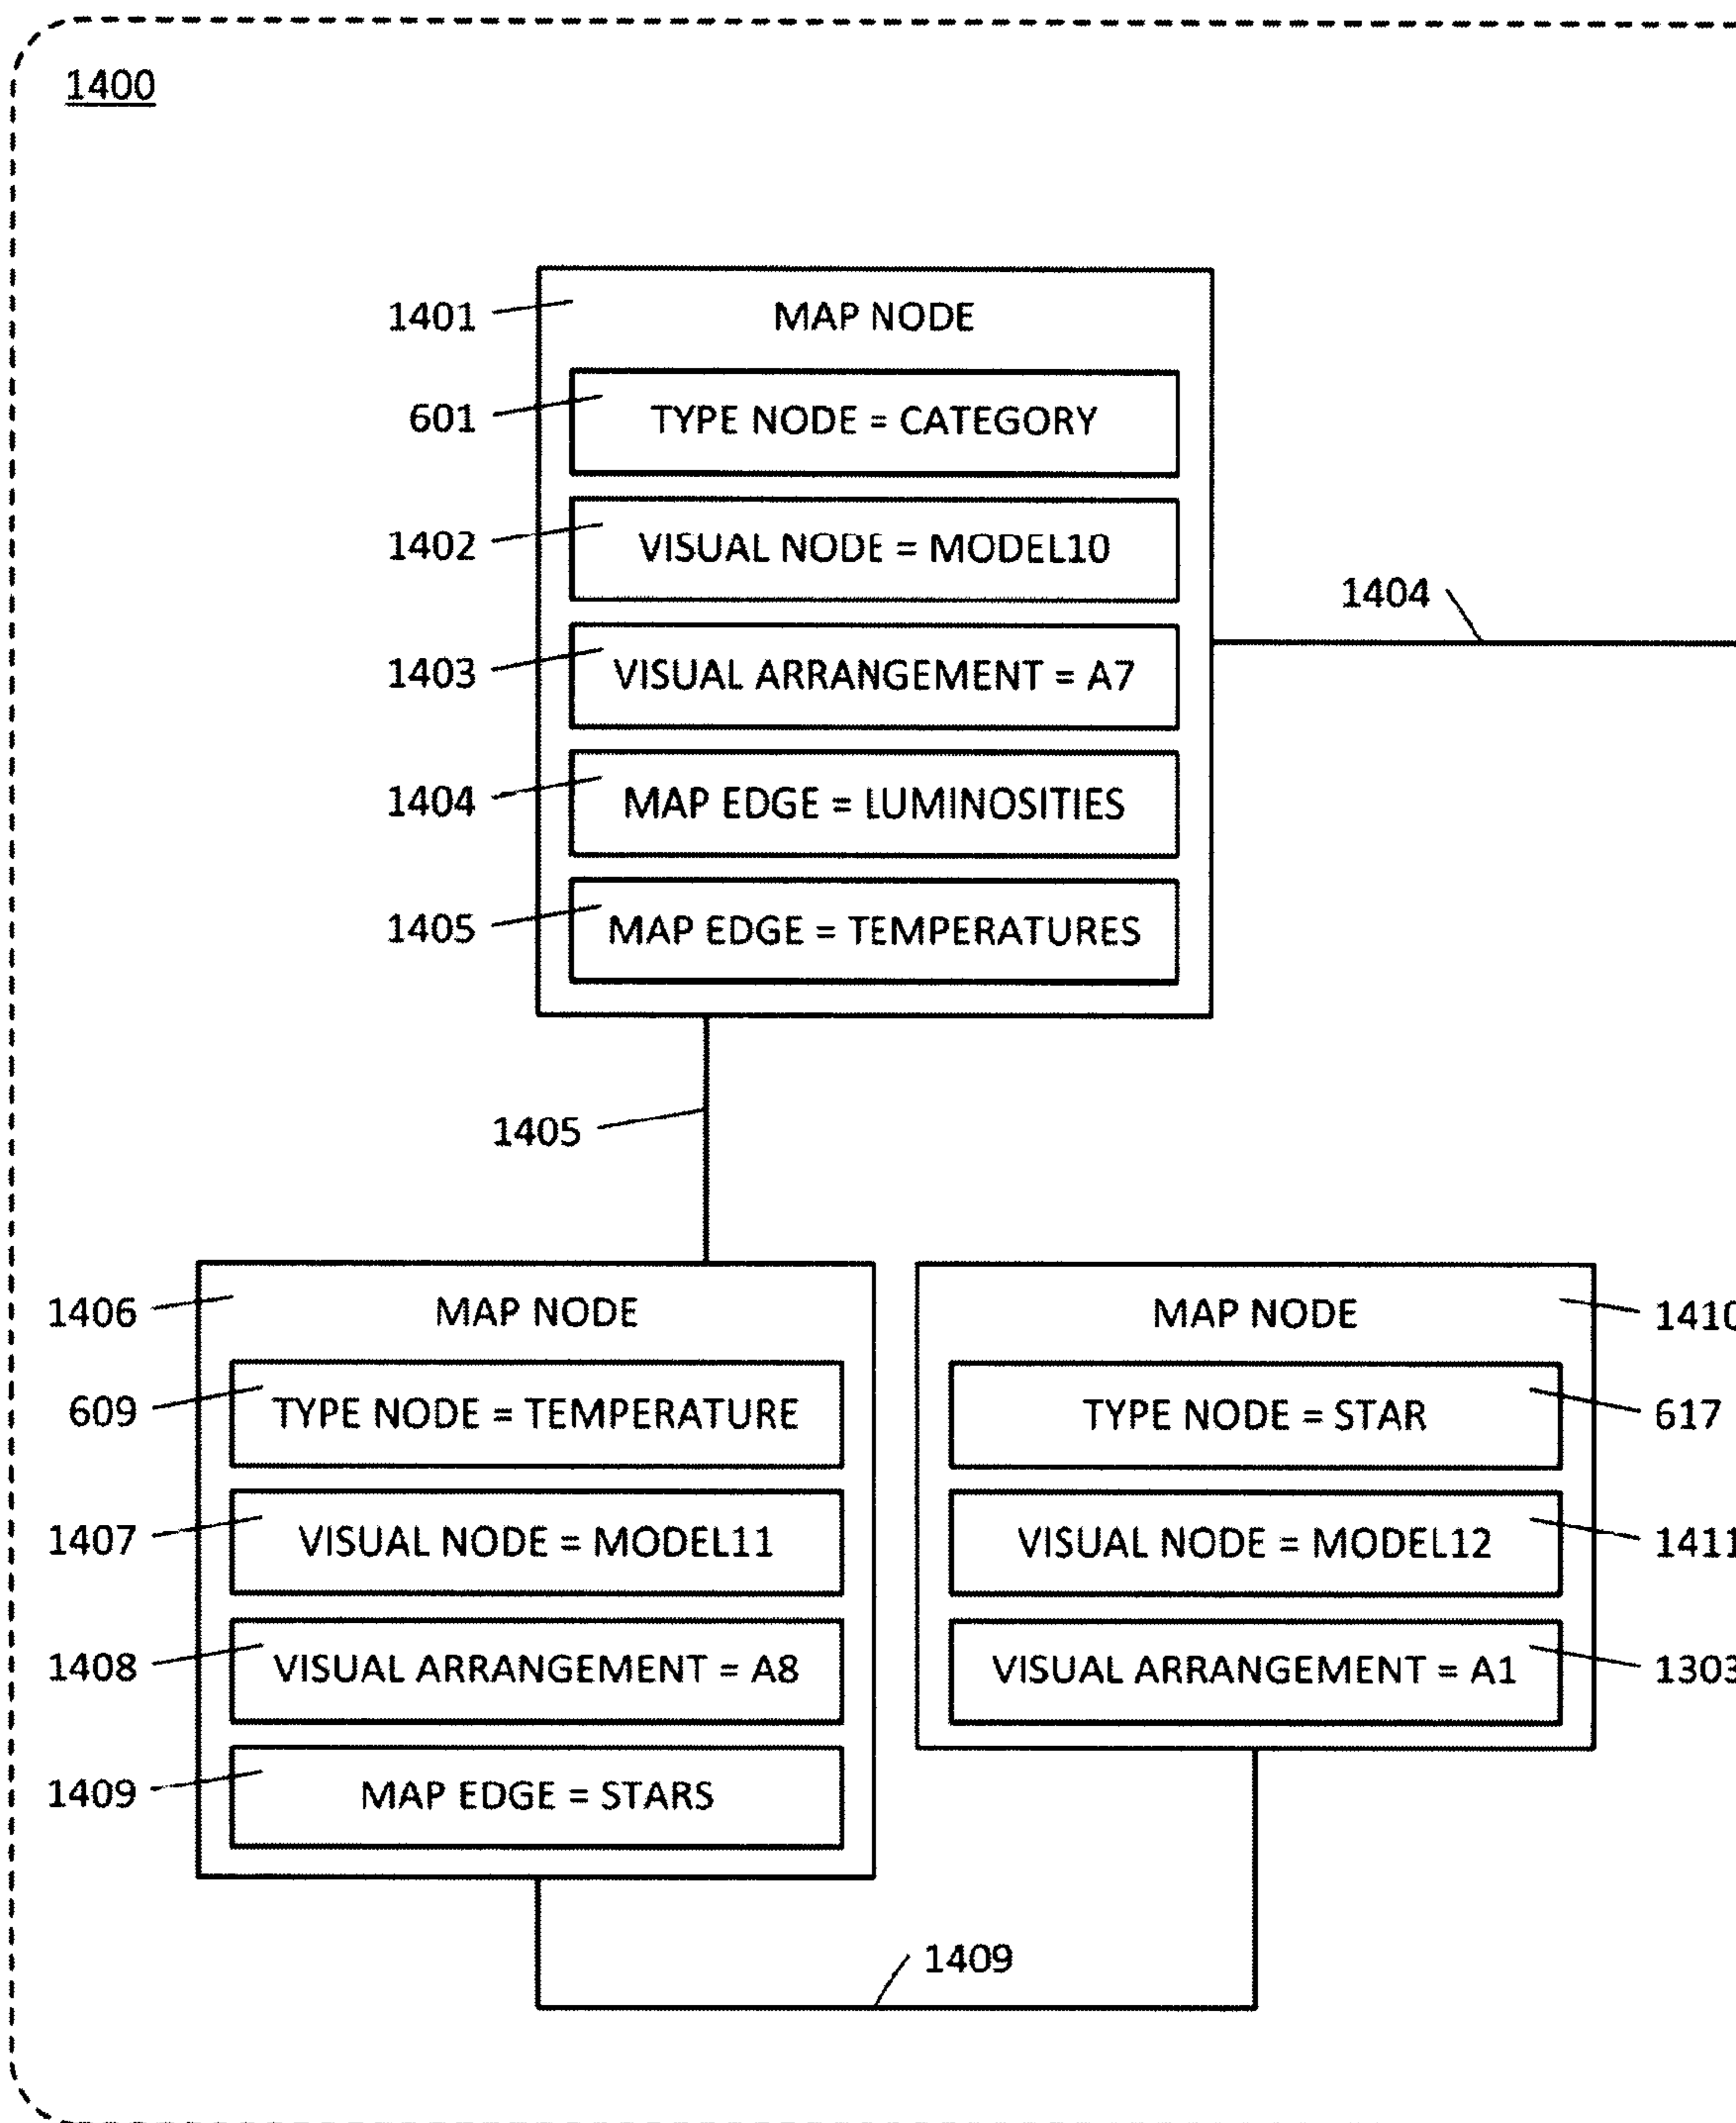 1400
1401 MAP NODE
601 TYPE NODE = CATEGORY
1402 VISUAL NODE = MODEL10
1404
1403 VISUAL ARRANGEMENT = A7
1404 MAP EDGE = LUMINOSITIES
1405 MAP EDGE = TEMPERATURES
1405
1406 MAP NODE
609 TYPE NODE = TEMPERATURE
1407 VISUAL NODE = MODEL11
1408 VISUAL ARRANGEMENT = A8
1409 MAP EDGE = STARS
MAP NODE 1410
TYPE NODE = STAR 617
VISUAL NODE = MODEL12 1411
VISUAL ARRANGEMENT = A1 1303
1409